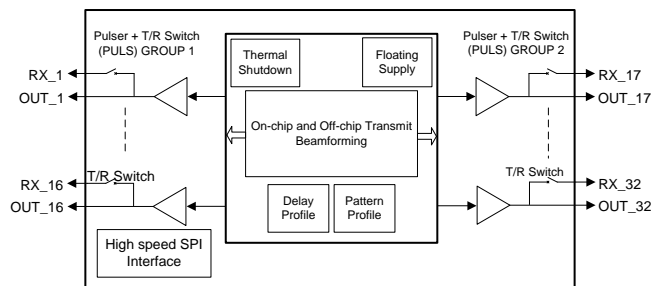 Pulser + T/R Switch
(PULS) GROUP 1
Thermal
Shutdown
Floating
Supply
Pulser + T/R Switch
(PULS) GROUP 2
RX_1
OUT_1
RX_17
OUT_17
On-chip and Off-chip Transmit
Beamforming
RX_16
T/R Switch
OUT_16
T/R Switch
RX_32
OUT_32
Delay
Profile
Pattern
Profile
High speed SPI
Interface